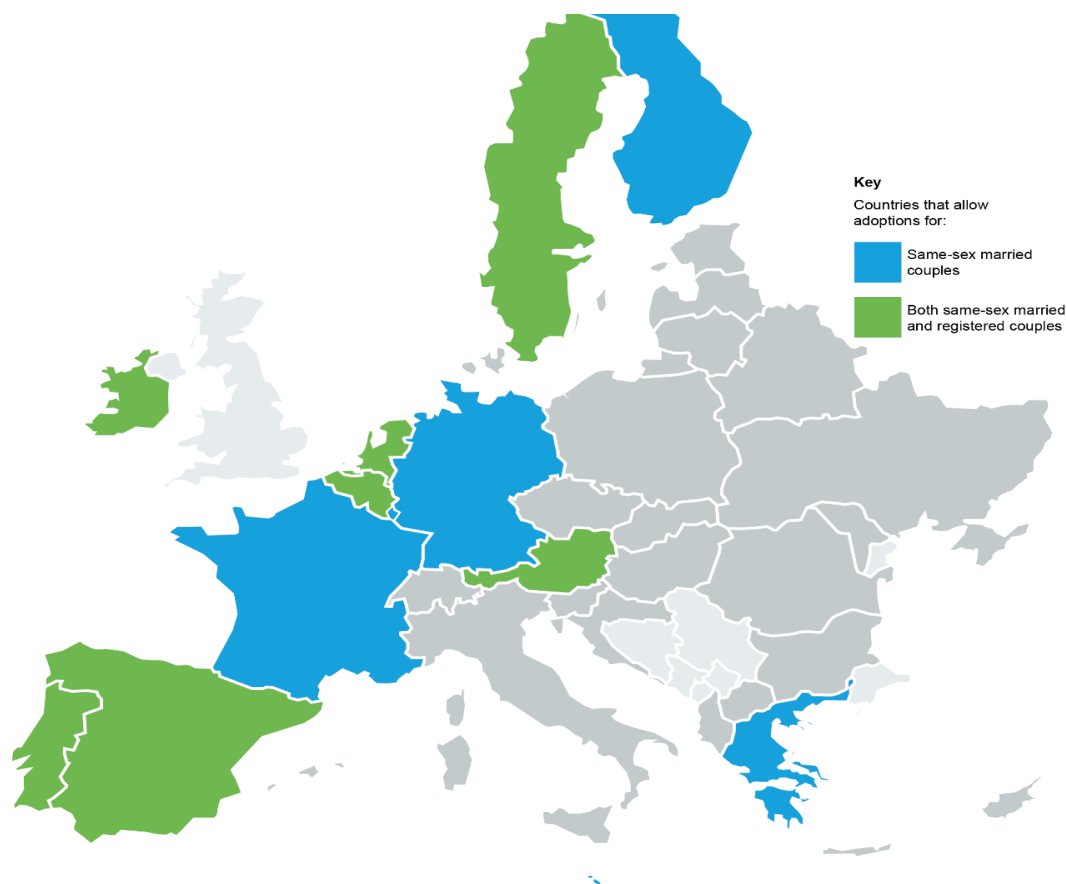 Key
Countries that allow
adoptions for:
Same-sex married
couples
Both same-sex married
and registered couples